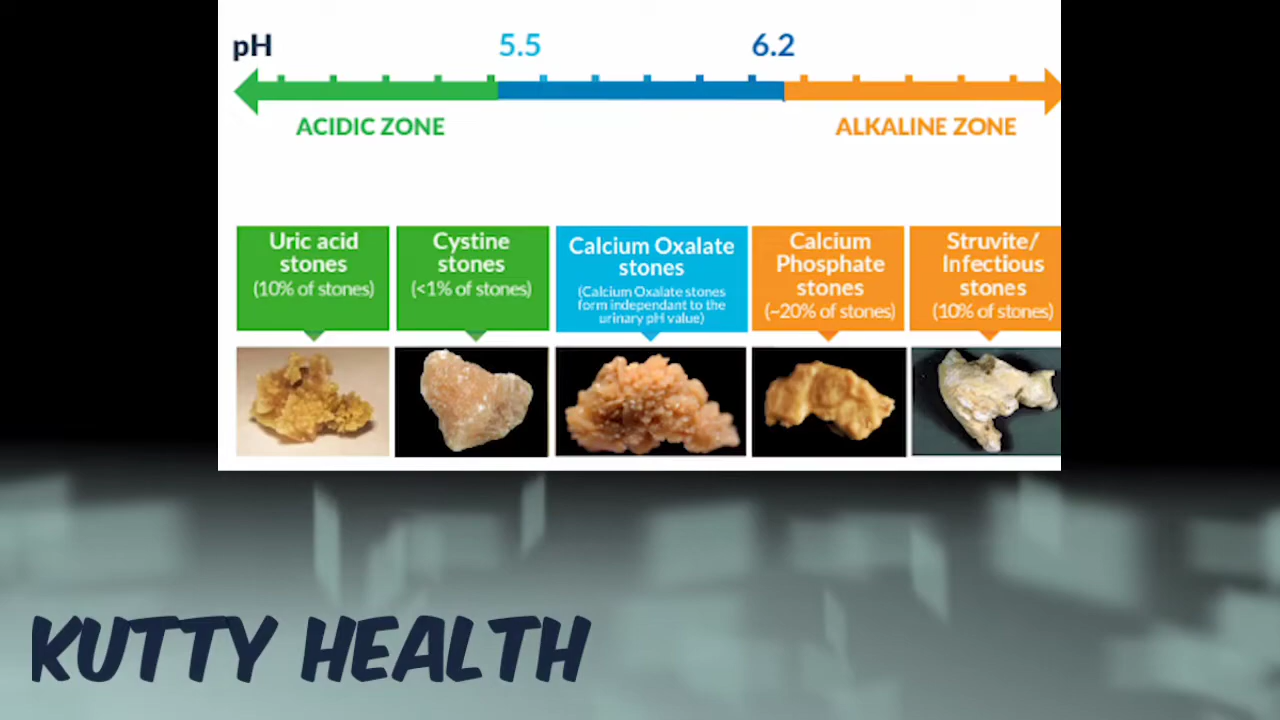 pH
5.5
6.2
ACIDIC ZONE
ALKALINE ZONE
Uric acid
stones
(10% of stones)
Cystine
stones
(<1% of stones)
Calcium Oxalate
stones
(Calcium Oxalate stones
form independant to the
urinary pH value)
Calcium
Phosphate
stones
(~20% of stones)
Struvite/
Infectious
stones
(10% of stones)
KUTTY HEALTH